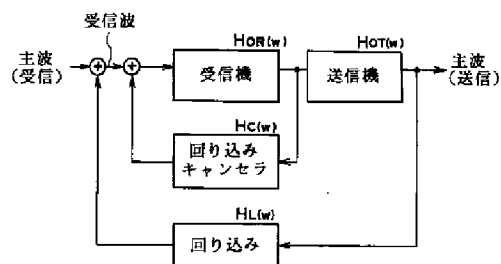 受信波
主波
(受信)
HOR(w)
受信機
HOT(w)
送信機
主波
(送信)
HC(w)
回り込み
キャンセラ
HL(w)
回り込み